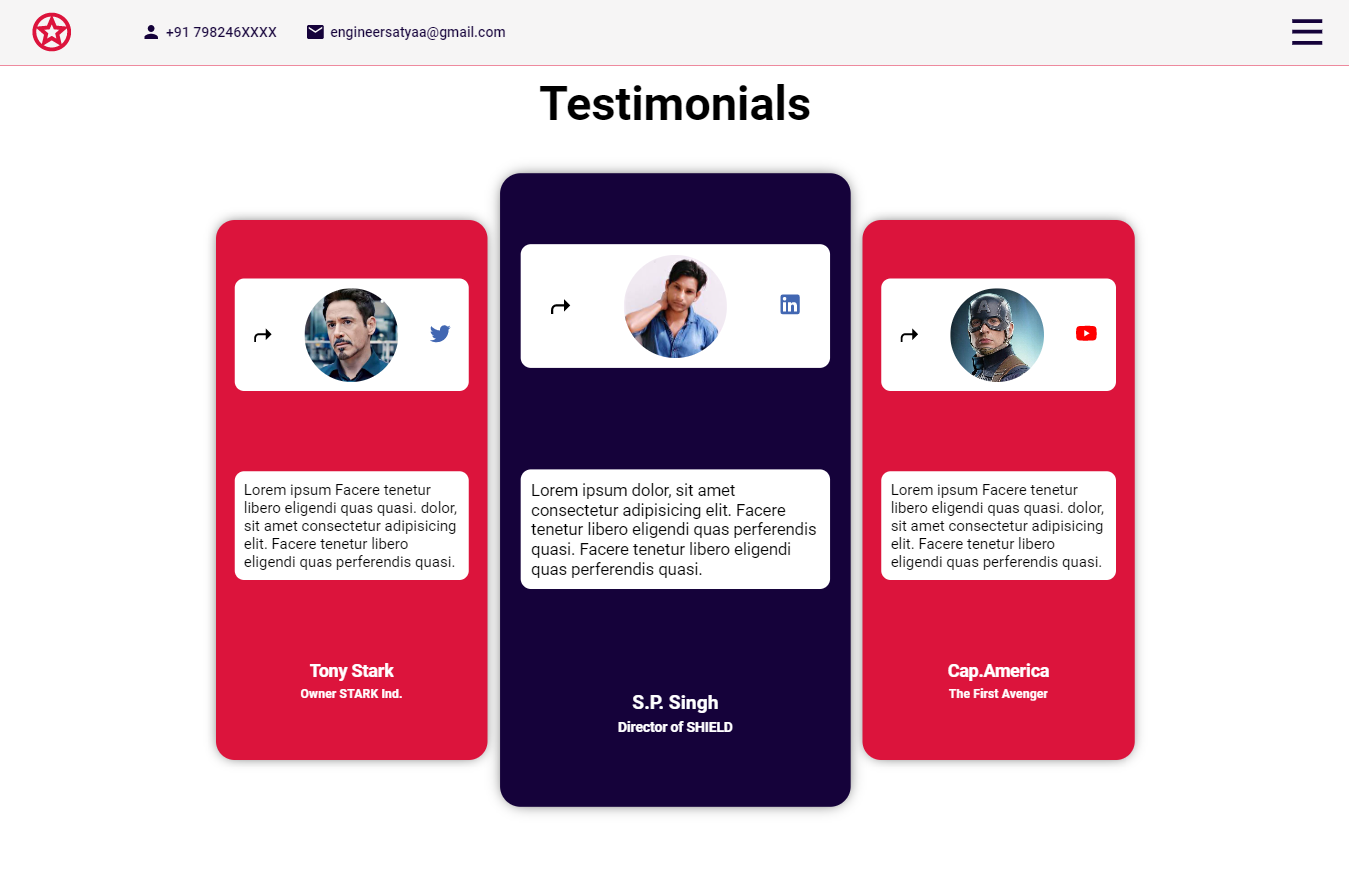 +91 798246XXXX engineersatyaa@gmail.com
Testimonials
Lorem ipsum Facere tenetur
libero eligendi quas quasi. dolor,
sit amet consectetur adipisicing
elit. Facere tenetur libero
eligendi quas perferendis quasi.
Tony Stark
Owner STARK Ind.
Lorem ipsum dolor, sit amet
consectetur adipisicing elit. Facere
tenetur libero eligendi quas perferendis
quasi. Facere tenetur libero eligendi
quas perferendis quasi.
S.P. Singh
Director of SHIELD
Lorem ipsum Facere tenetur
libero eligendi quas quasi. dolor,
sit amet consectetur adipisicing
elit. Facere tenetur libero
eligendi quas perferendis quasi.
Cap.America
The First Avenger